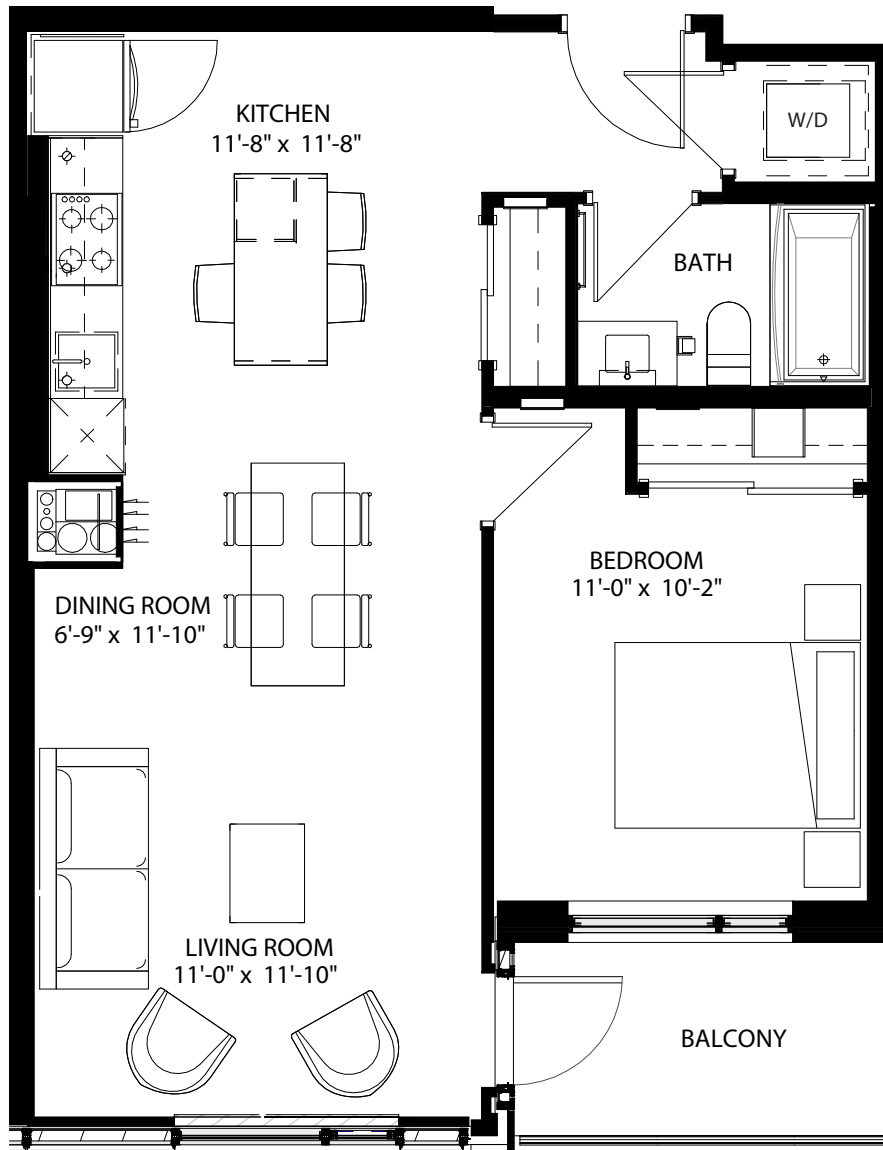 KITCHEN
11'-8" x 11'-8"
W/D
BATH
BEDROOM
11'-0" x 10'-2"
DINING ROOM
6'-9" x 11'-10"
LIVING ROOM
11'-0" x 11'-10"
BALCONY